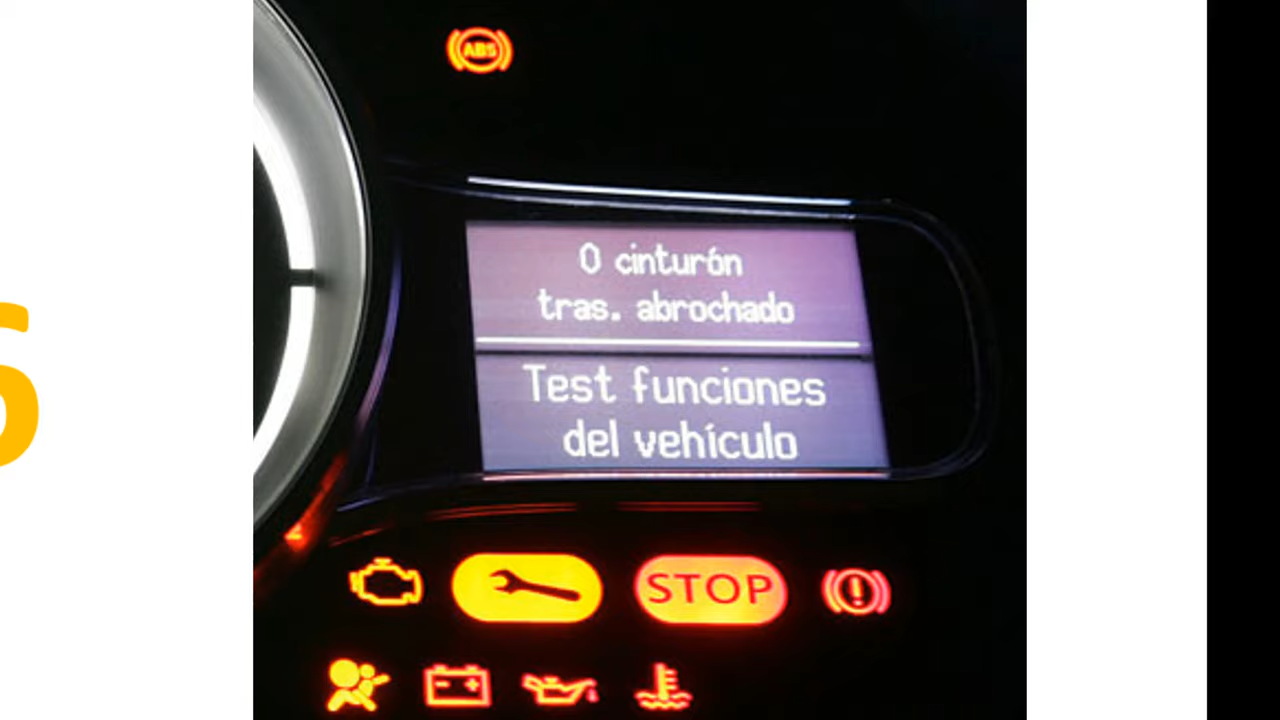 ABS
0 cinturón
tras. abrochado
Test funciones
del vehículo
STOP